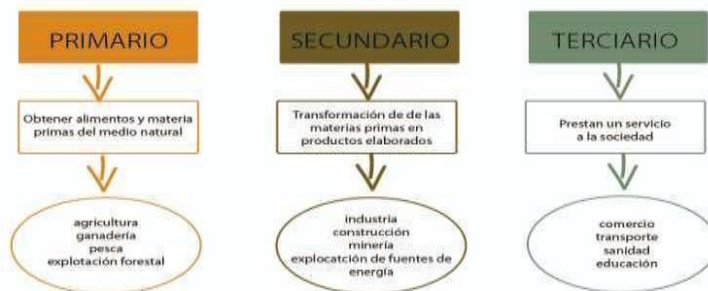 PRIMARIO
Obtener alimentos y materia
primas del medio natural
agricultura
ganadería
pesca
explotación forestal
SECUNDARIO
Transformación de de las
materias primas en
productos elaborados
industria
construcción
minería
explocatción de fuentes de
energía
TERCIARIO
Prestan un servicio
a la sociedad
comercio
transporte
sanidad
educación